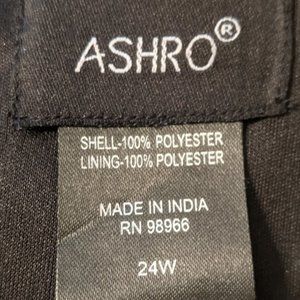 ASHRO®
SHELL-100% POLYESTER
LINING-100% POLYESTER
MADE IN INDIA
RN 98966
24W